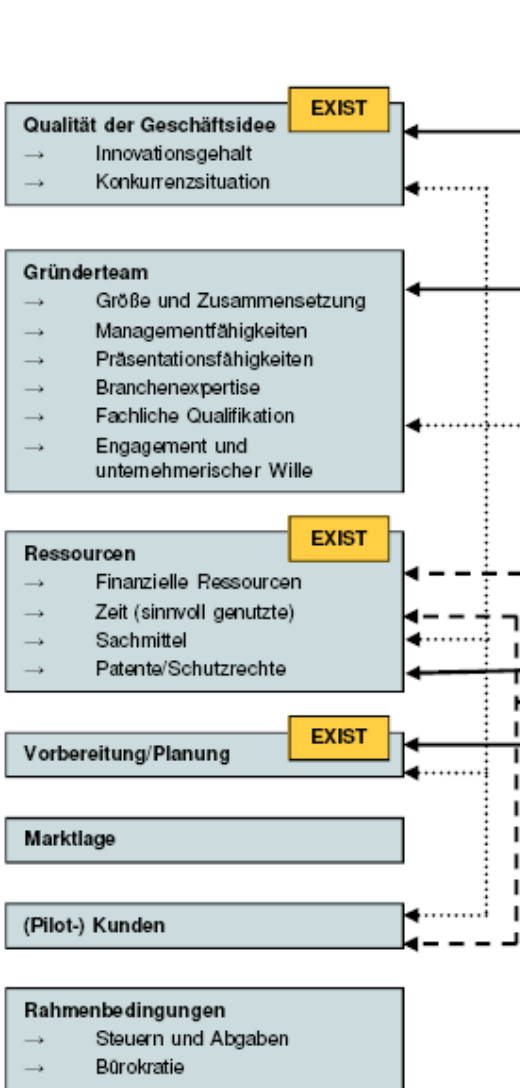 EXIST
Qualität der Geschäftsidee
→ Innovationsgehalt
→ Konkurrenzsituation
Gründerteam
→ Größe und Zusammensetzung
→ Managementfähigkeiten
→ Präsentationsfähigkeiten
→ Branchenexpertise
→ Fachliche Qualifikation
→ Engagement und
unternehmerischer Wille
EXIST
Ressourcen
→ Finanzielle Ressourcen
→ Zeit (sinnvoll genutzte)
→ Sachmittel
→ Patente/Schutzrechte
EXIST
Vorbereitung/Planung
Marktlage
(Pilot-) Kunden
Rahmenbedingungen
→ Steuern und Abgaben
→ Bürokratie